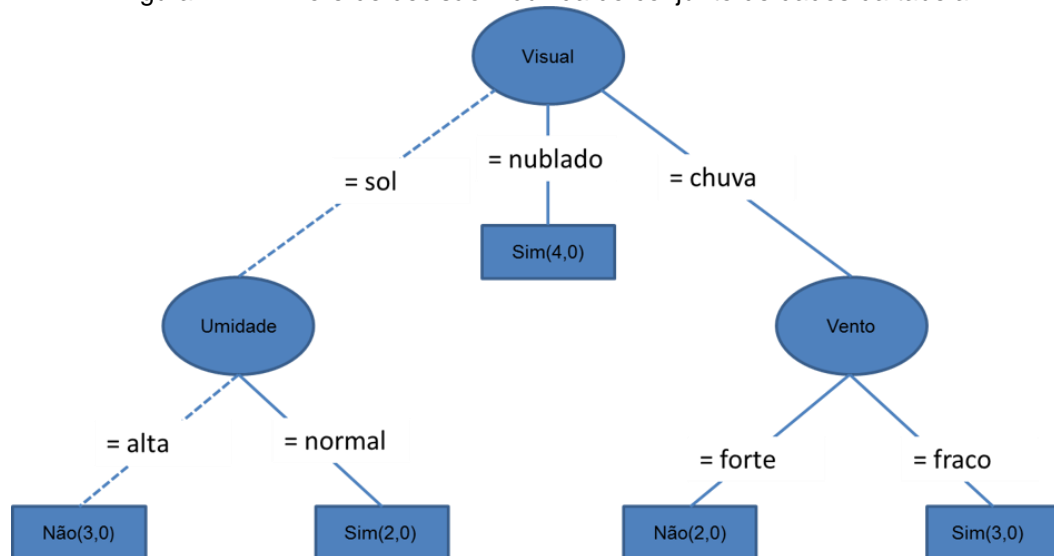 Visual
= sol
= nublado
= chuva
Sim(4,0)
Umidade
Vento
= alta
= normal
= forte
= fraco
Não(3,0)
Sim(2,0)
Não(2,0)
Sim(3,0)